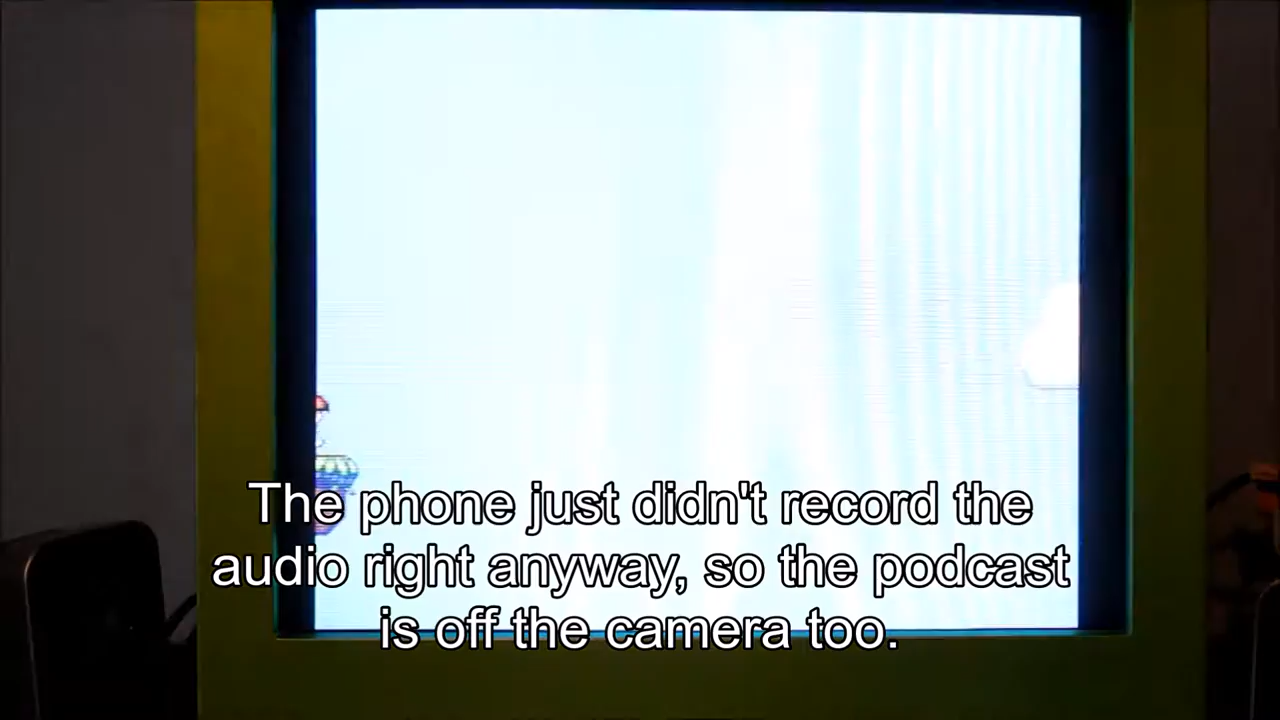 The phone just didn't record the
audio right anyway, so the podcast
is off the camera too.